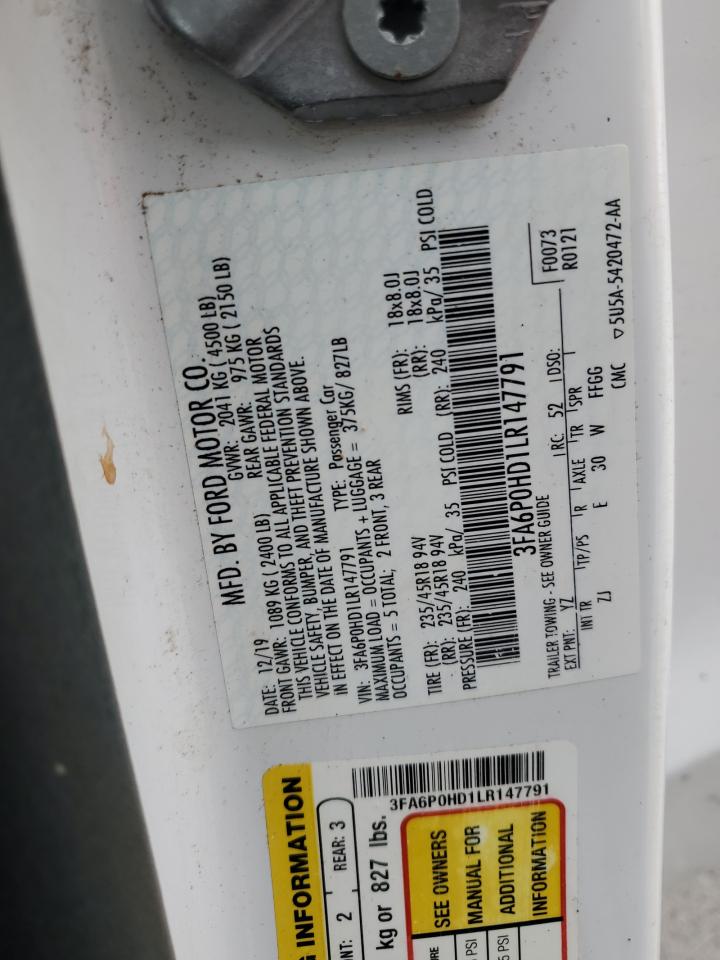 MFD. BY FORD MOTOR CO.
DATE: 12/19 GVWR: 2041 KG ( 4500 LB)
FRONT GAWR: 1089 KG (2400 LB) REAR GAWR: 975 KG ( 2150 LB)
THIS VEHICLE CONFORMS TO ALL APPLICABLE FEDERAL MOTOR
VEHICLE SAFETY, BUMPER, AND THEFT PREVENTION STANDARDS
IN EFFECT ON THE DATE OF MANUFACTURE SHOWN ABOVE.
VIN: 3FA6P0HD1LR147791 TYPE: Passenger Car
MAXIMUM LOAD = OCCUPANTS + LUGGAGE = 375KG/ 827LB
OCCUPANTS = 5 TOTAL; 2 FRONT, 3 REAR
TIRE (FR): 235/45R18 94V RIMS (FR): 18x8.0J
(RR): 235/45R18 94V (RR): 18x8.0J
PRESSURE (FR): 240 kPa/ 35 PSI COLD (RR): 240 kPa/ 35 PSI COLD
3FA6P0HD1LR147791
TRAILER TOWING - SEE OWNER GUIDE
F0073
R0121
EXT PNT: YZ RC: 52 DSO:
INT TR TP/PS R AXLE TR SPR
ZJ E 30 W FFGG
CMC ▽ 5U5A-5420472-AA
G INFORMATION
NT: 2 REAR: 3
3FA6P0HD1LR147791
kg or 827 lbs.
SEE OWNERS
MANUAL FOR
ADDITIONAL
INFORMATION
URE
PSI
5 PSI